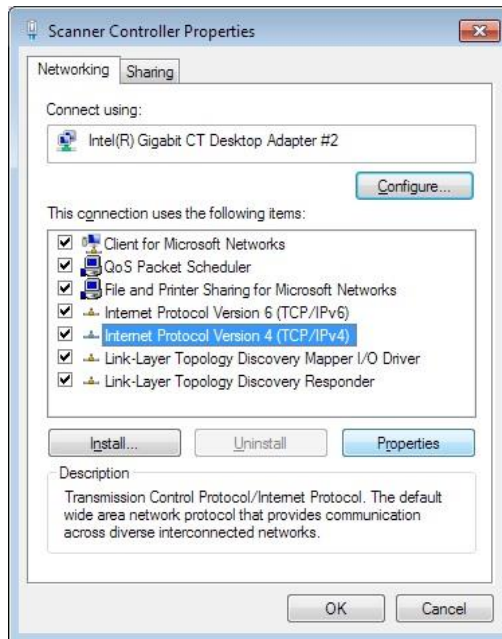 Scanner Controller Properties
Networking
Sharing
Connect using:
Intel(R) Gigabit CT Desktop Adapter #2
Configure...
This connection uses the following items:
Client for Microsoft Networks
QoS Packet Scheduler
File and Printer Sharing for Microsoft Networks
Internet Protocol Version 6 (TCP/IPv6)
Internet Protocol Version 4 (TCP/IPv4)
Link-Layer Topology Discovery Mapper I/O Driver
Link-Layer Topology Discovery Responder
Install...
Uninstall
Properties
Description
Transmission Control Protocol/Internet Protocol. The default
wide area network protocol that provides communication
across diverse interconnected networks.
OK
Cancel